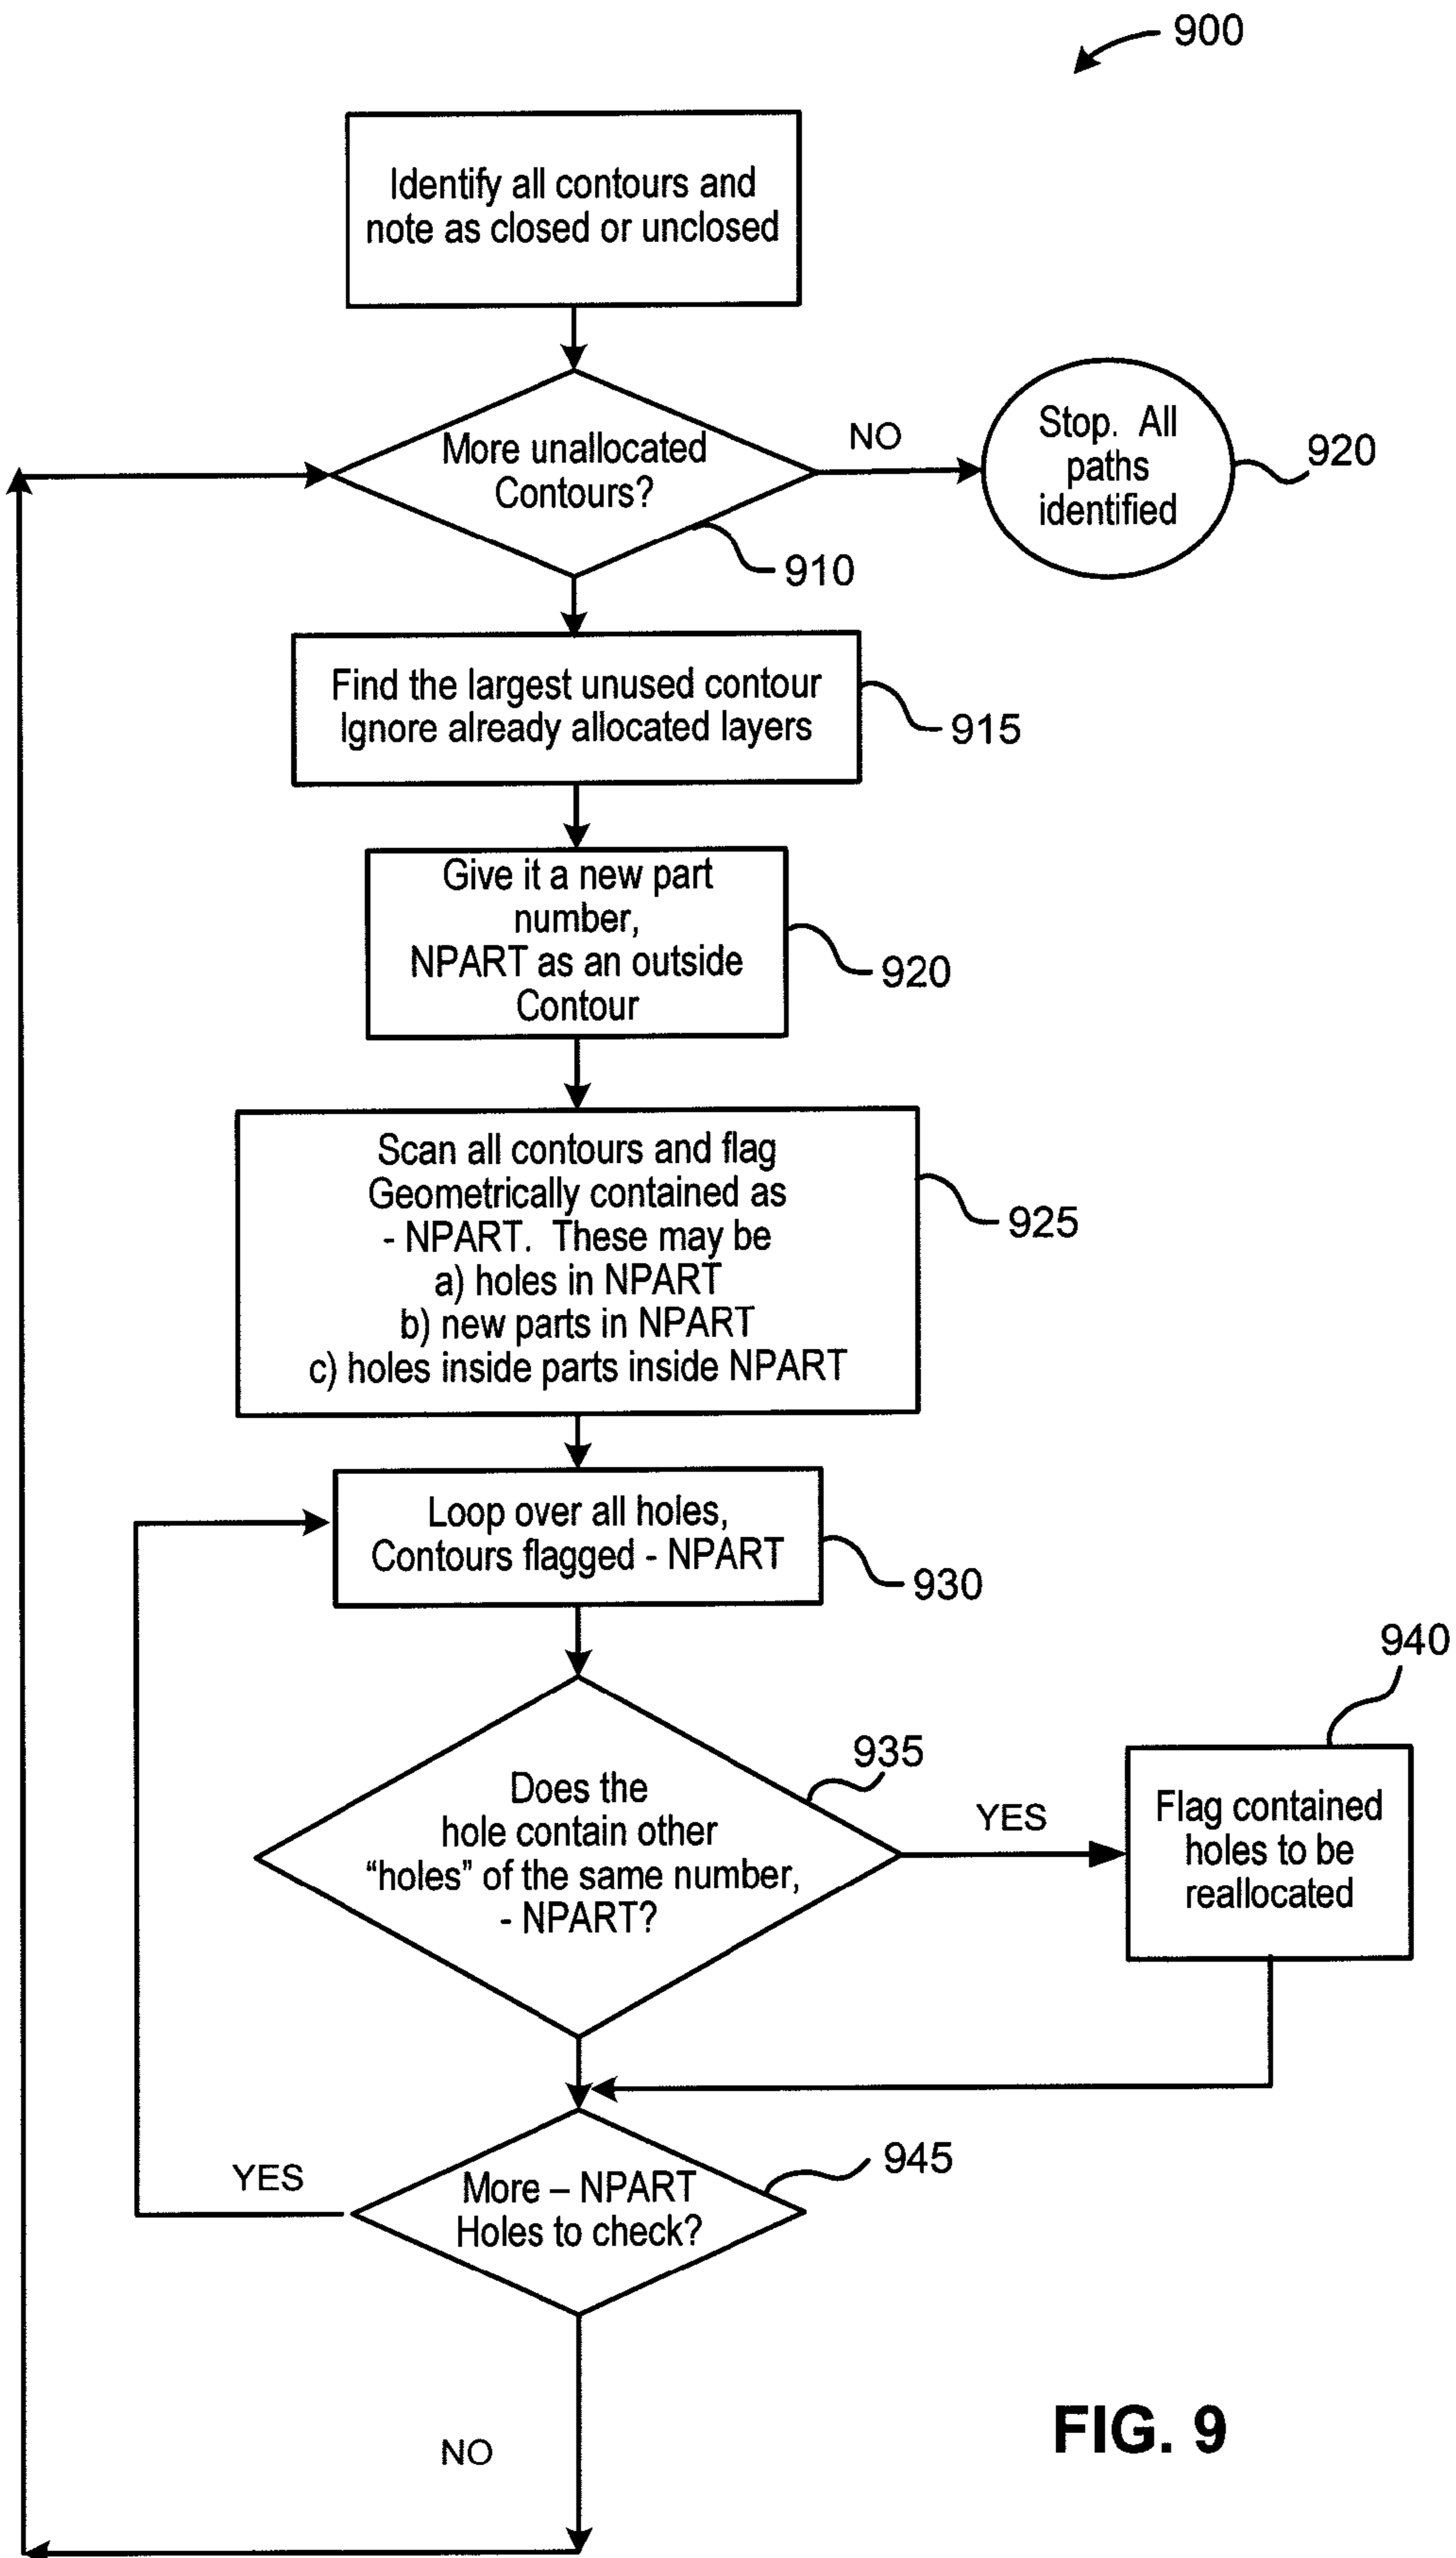 900
Identify all contours and
note as closed or unclosed
More unallocated
Contours?
NO
Stop. All
paths
identified
920
910
Find the largest unused contour
Ignore already allocated layers
915
Give it a new part
number,
NPART as an outside
Contour
920
Scan all contours and flag
Geometrically contained as
- NPART. These may be
a) holes in NPART
b) new parts in NPART
c) holes inside parts inside NPART
925
Loop over all holes,
Contours flagged - NPART
930
940
935
Does the
hole contain other
“holes” of the same number,
- NPART?
YES
Flag contained
holes to be
reallocated
945
YES
More – NPART
Holes to check?
NO
FIG. 9